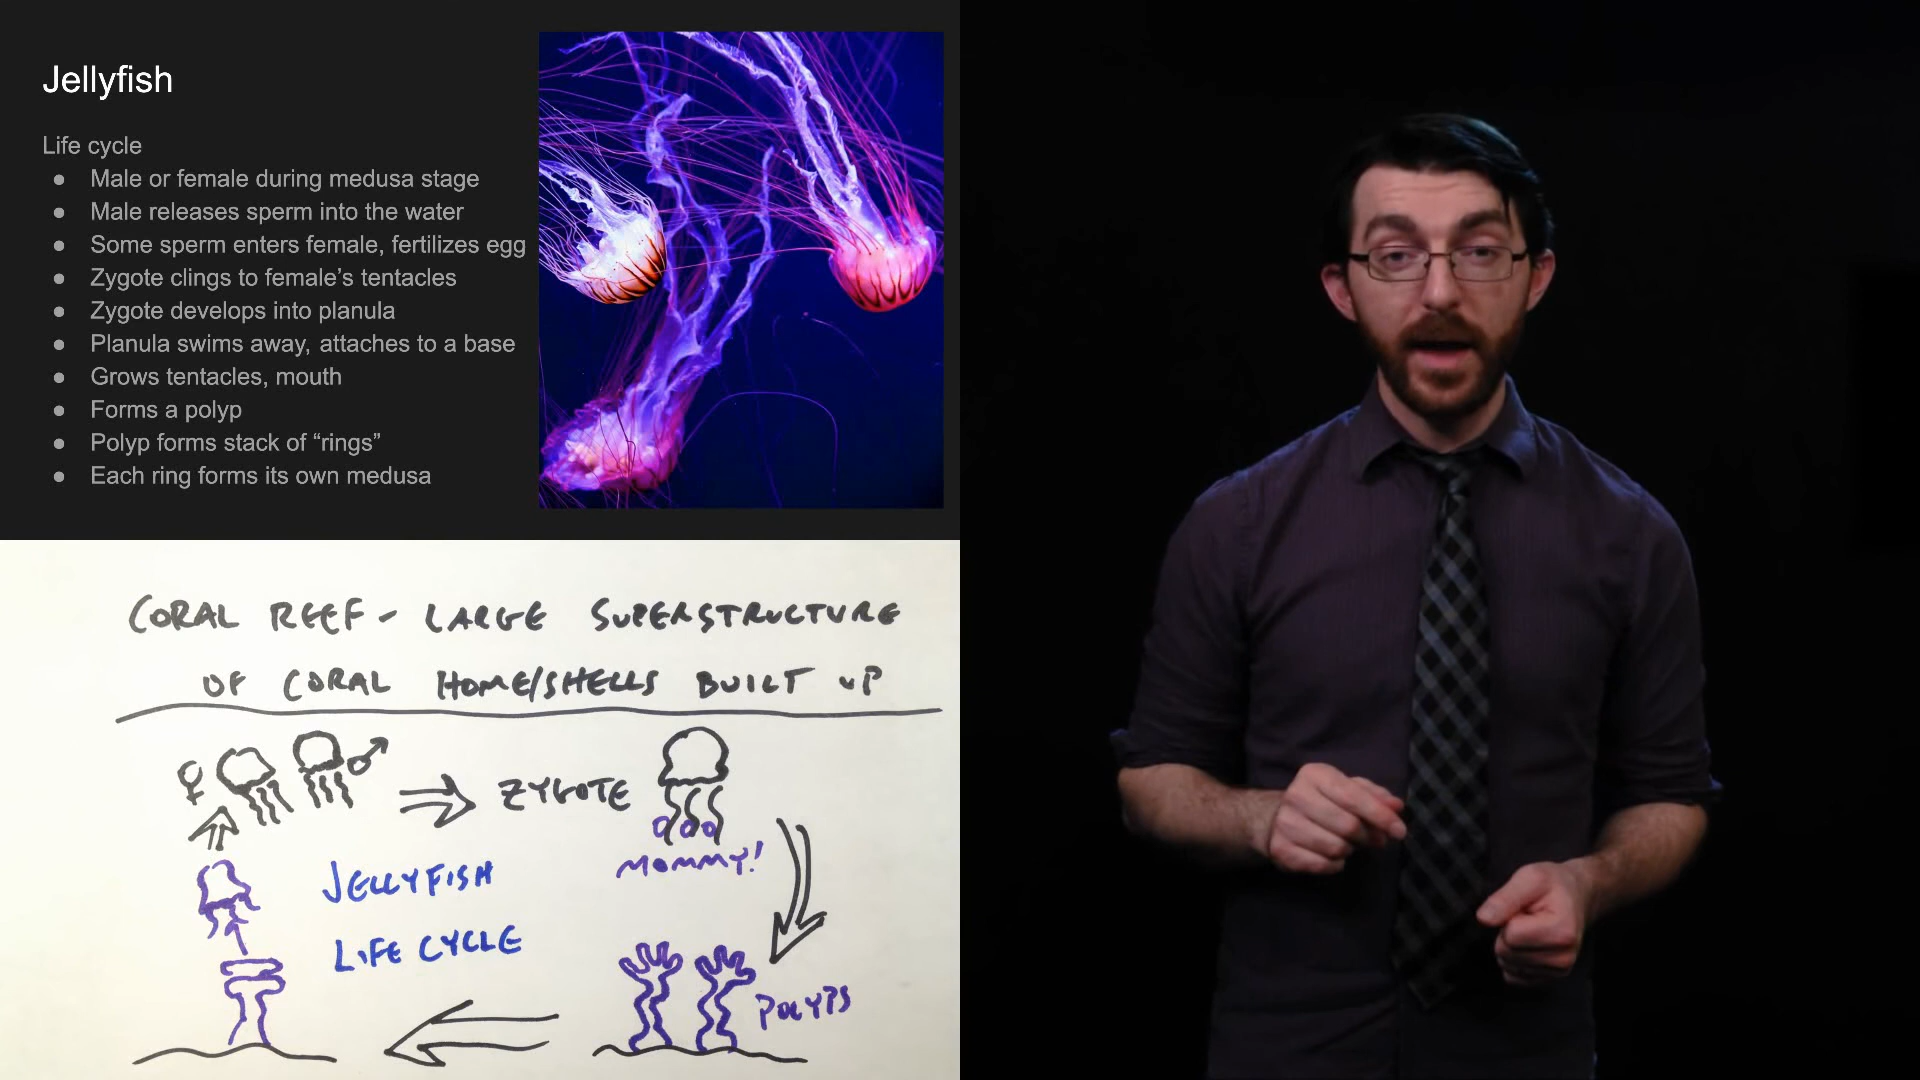 Jellyfish
Life cycle
● Male or female during medusa stage
● Male releases sperm into the water
● Some sperm enters female, fertilizes egg
● Zygote clings to female's tentacles
● Zygote develops into planula
● Planula swims away, attaches to a base
● Grows tentacles, mouth
● Forms a polyp
● Polyp forms stack of “rings”
● Each ring forms its own medusa
CORAL REEF - LARGE SUPERSTRUCTURE
OF CORAL HOME/SHELLS BUILT UP
♀ ♂ ⇒ ZYGOTE
MOMMY!
JELLYFISH
LIFE CYCLE
POLYPS